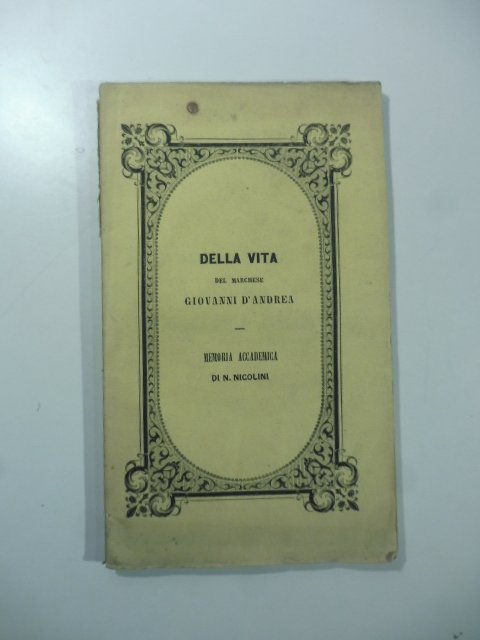 DELLA VITA
DEL MARCHESE
GIOVANNI D'ANDREA
MEMORIA ACCADEMICA
DI N. NICOLINI